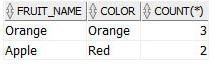 FRUIT_NAME COLOR COUNT(*)
Orange Orange 3
Apple Red 2